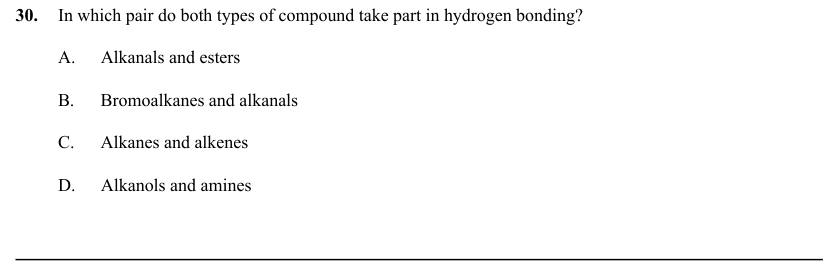 30. In which pair do both types of compound take part in hydrogen bonding?
A. Alkanals and esters
B. Bromoalkanes and alkanals
C. Alkanes and alkenes
D. Alkanols and amines